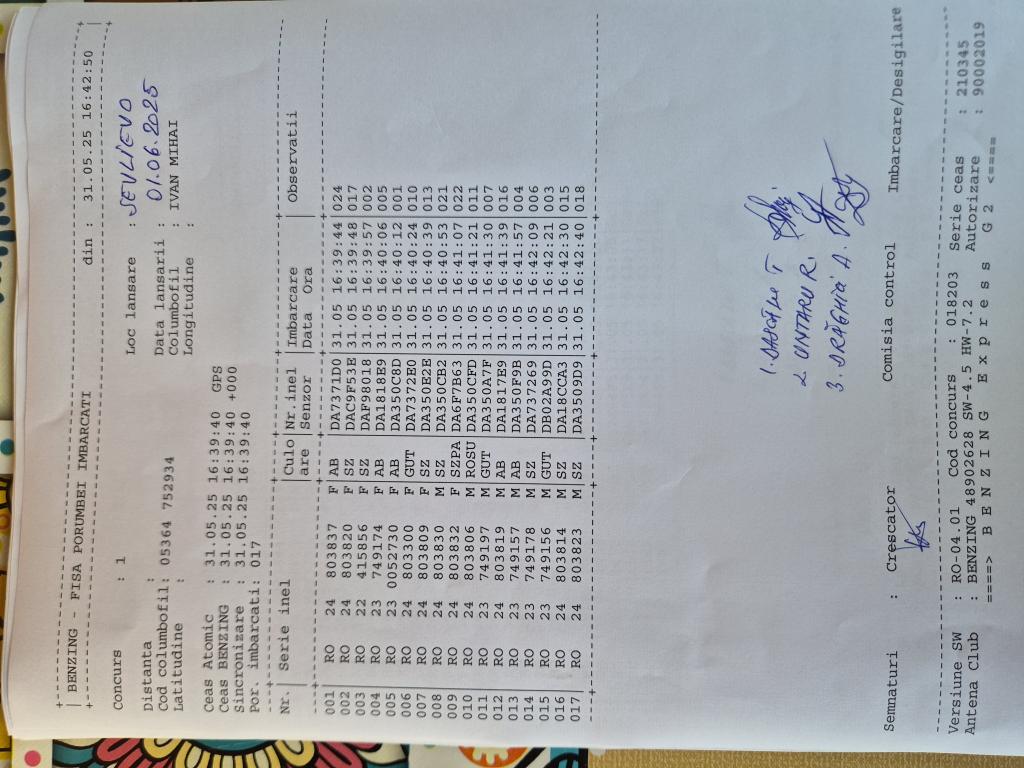 BENZING - FISA PORUMBEI IMBARCATI din : 31.05.25 16:42:50
Concurs : 1 Loc lansare : SEVLIEVO
Distanta : Data lansarii : 01.06.2025
Cod columbofil: 05364 752934 Columbofil : IVAN MIHAI
Latitudine : Longitudine :
Ceas Atomic : 31.05.25 16:39:40 GPS
Ceas BENZING : 31.05.25 16:39:40 +000
Sincronizare : 31.05.25 16:39:40
Por. imbarcati: 017
Nr.| Serie inel |Culo|Nr.inel |Imbarcare | Observatii
|are |Senzor |Data Ora |
001 RO 24 803837 F AB DA7371D0 31.05 16:39:44 024
002 RO 24 803820 F SZ DAC9F53E 31.05 16:39:48 017
003 RO 22 415856 F SZ DAF98018 31.05 16:39:57 002
004 RO 23 749174 F AB DA1818E9 31.05 16:40:06 005
005 RO 23 0052730 F AB DA350C8D 31.05 16:40:12 001
006 RO 24 803300 F GUT DA7372E0 31.05 16:40:24 010
007 RO 24 803809 F SZ DA350E2E 31.05 16:40:39 013
008 RO 24 803830 M SZ DA350CB2 31.05 16:40:53 021
009 RO 24 803832 F SZPA DA6F7B63 31.05 16:41:07 022
010 RO 24 803806 M ROSU DA350CFD 31.05 16:41:21 011
011 RO 23 749197 M GUT DA350A7F 31.05 16:41:30 007
012 RO 24 803819 M AB DA1817E9 31.05 16:41:39 016
013 RO 23 749157 M AB DA350F9B 31.05 16:41:57 004
014 RO 23 749178 M SZ DA737269 31.05 16:42:09 006
015 RO 23 749156 M GUT DB02A99D 31.05 16:42:21 003
016 RO 24 803814 M SZ DA18CCA3 31.05 16:42:30 015
017 RO 24 803823 M SZ DA3509D9 31.05 16:42:40 018
1. T
2. UNTARU R.
3. DRĂGHICI A.
Semnaturi : Crescator Comisia control Imbarcare/Desigilare
Versiune SW : RO-04.01 Cod concurs : 018203 Serie ceas : 210345
Antena Club : BENZING 48902628 SW-4.5 HW-7.2 Autorizare : 90002019
====> B E N Z I N G E x p r e s s G 2 <====